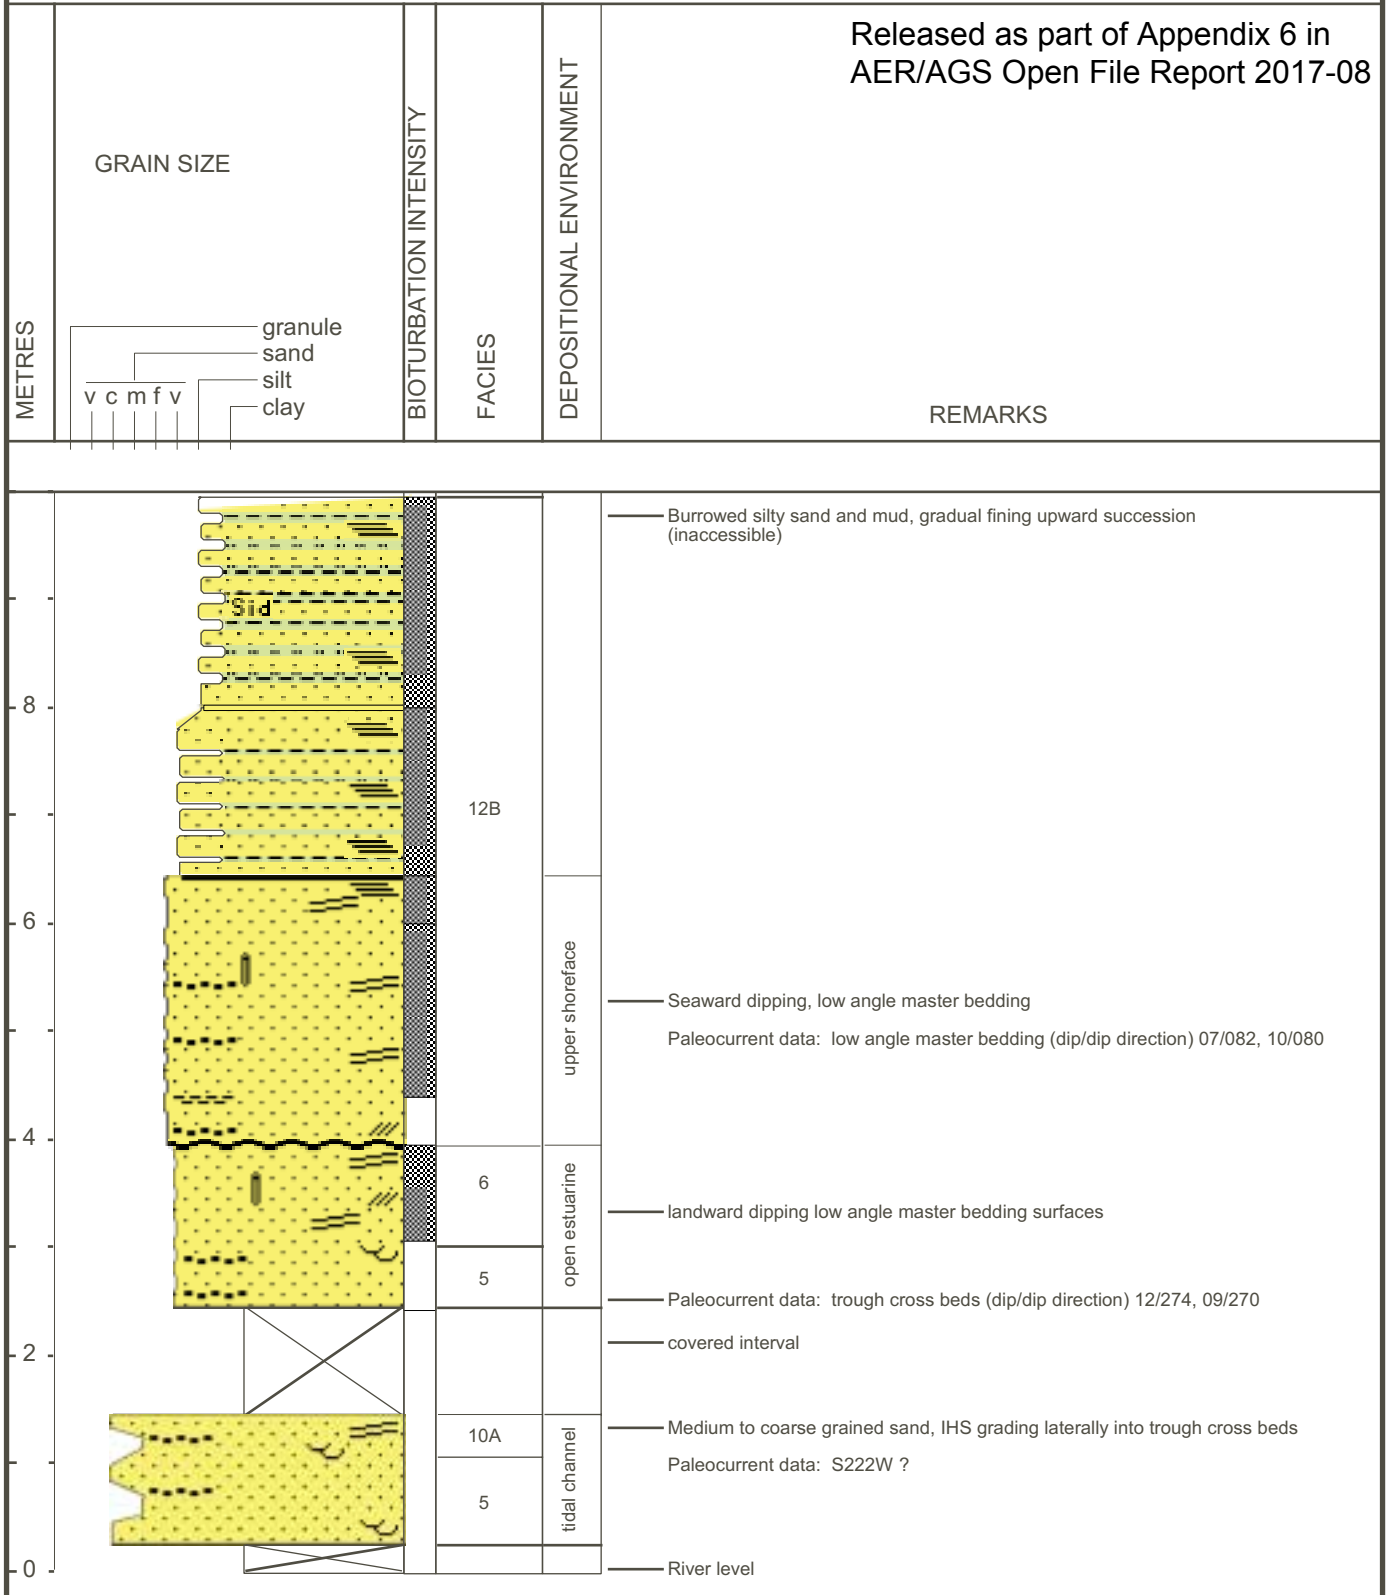 Released as part of Appendix 6 in
AER/AGS Open File Report 2017-08
METRES
GRAIN SIZE
granule
sand
silt
clay
v c m f v
BIOTURBATION INTENSITY
FACIES
DEPOSITIONAL ENVIRONMENT
REMARKS
Burrowed silty sand and mud, gradual fining upward succession
(inaccessible)
Sid
8
12B
6
upper shoreface
Seaward dipping, low angle master bedding
Paleocurrent data: low angle master bedding (dip/dip direction) 07/082, 10/080
4
6
open estuarine
landward dipping low angle master bedding surfaces
5
Paleocurrent data: trough cross beds (dip/dip direction) 12/274, 09/270
2
covered interval
10A
tidal channel
Medium to coarse grained sand, IHS grading laterally into trough cross beds
Paleocurrent data: S222W ?
5
0
River level